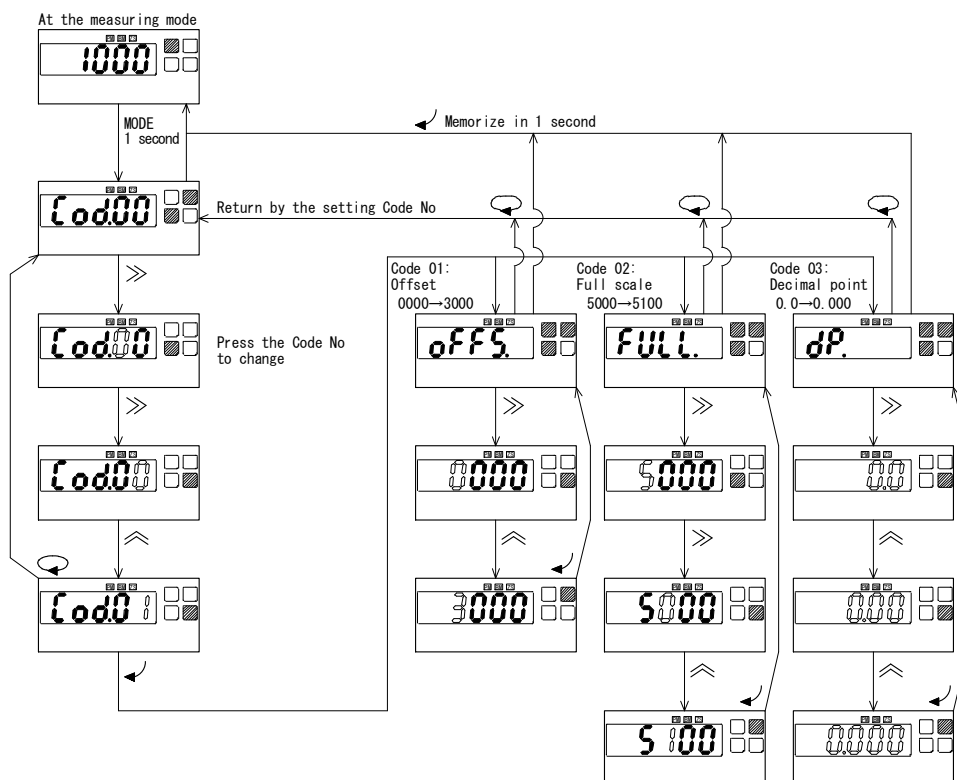 At the measuring mode
1000
MODE
1 second
Memorize in 1 second
Cod.00
Return by the setting Code No
Code 01:
Offset
0000→3000
Code 02:
Full scale
5000→5100
Code 03:
Decimal point
0.0→0.000
Cod.00
Press the Code No
to change
oFFS.
FULL.
dP.
Cod.00
0000
5000
0.0
Cod.01
3000
5000
0.00
5100
0.000